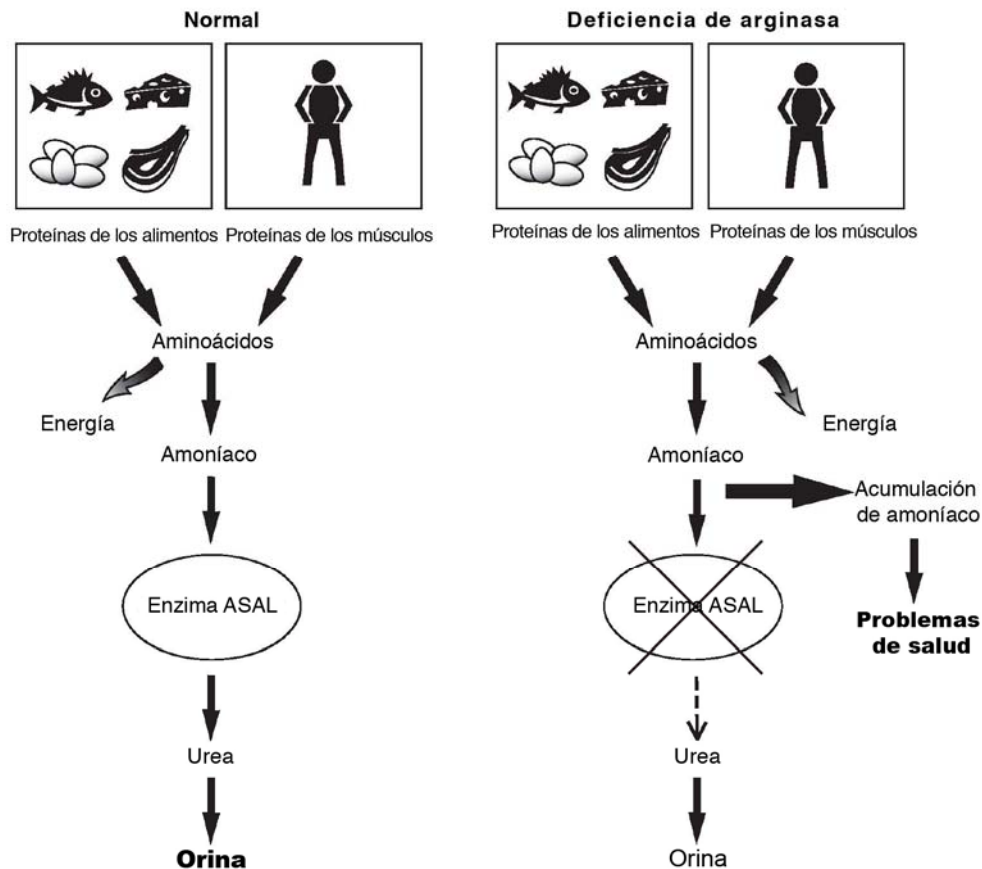 Normal
Proteínas de los alimentos
Proteínas de los músculos
Aminoácidos
Energía
Amoníaco
Enzima ASAL
Urea
Orina
Deficiencia de arginasa
Proteínas de los alimentos
Proteínas de los músculos
Aminoácidos
Energía
Amoníaco
Acumulación
de amoníaco
Problemas
de salud
Enzima ASAL
Urea
Orina